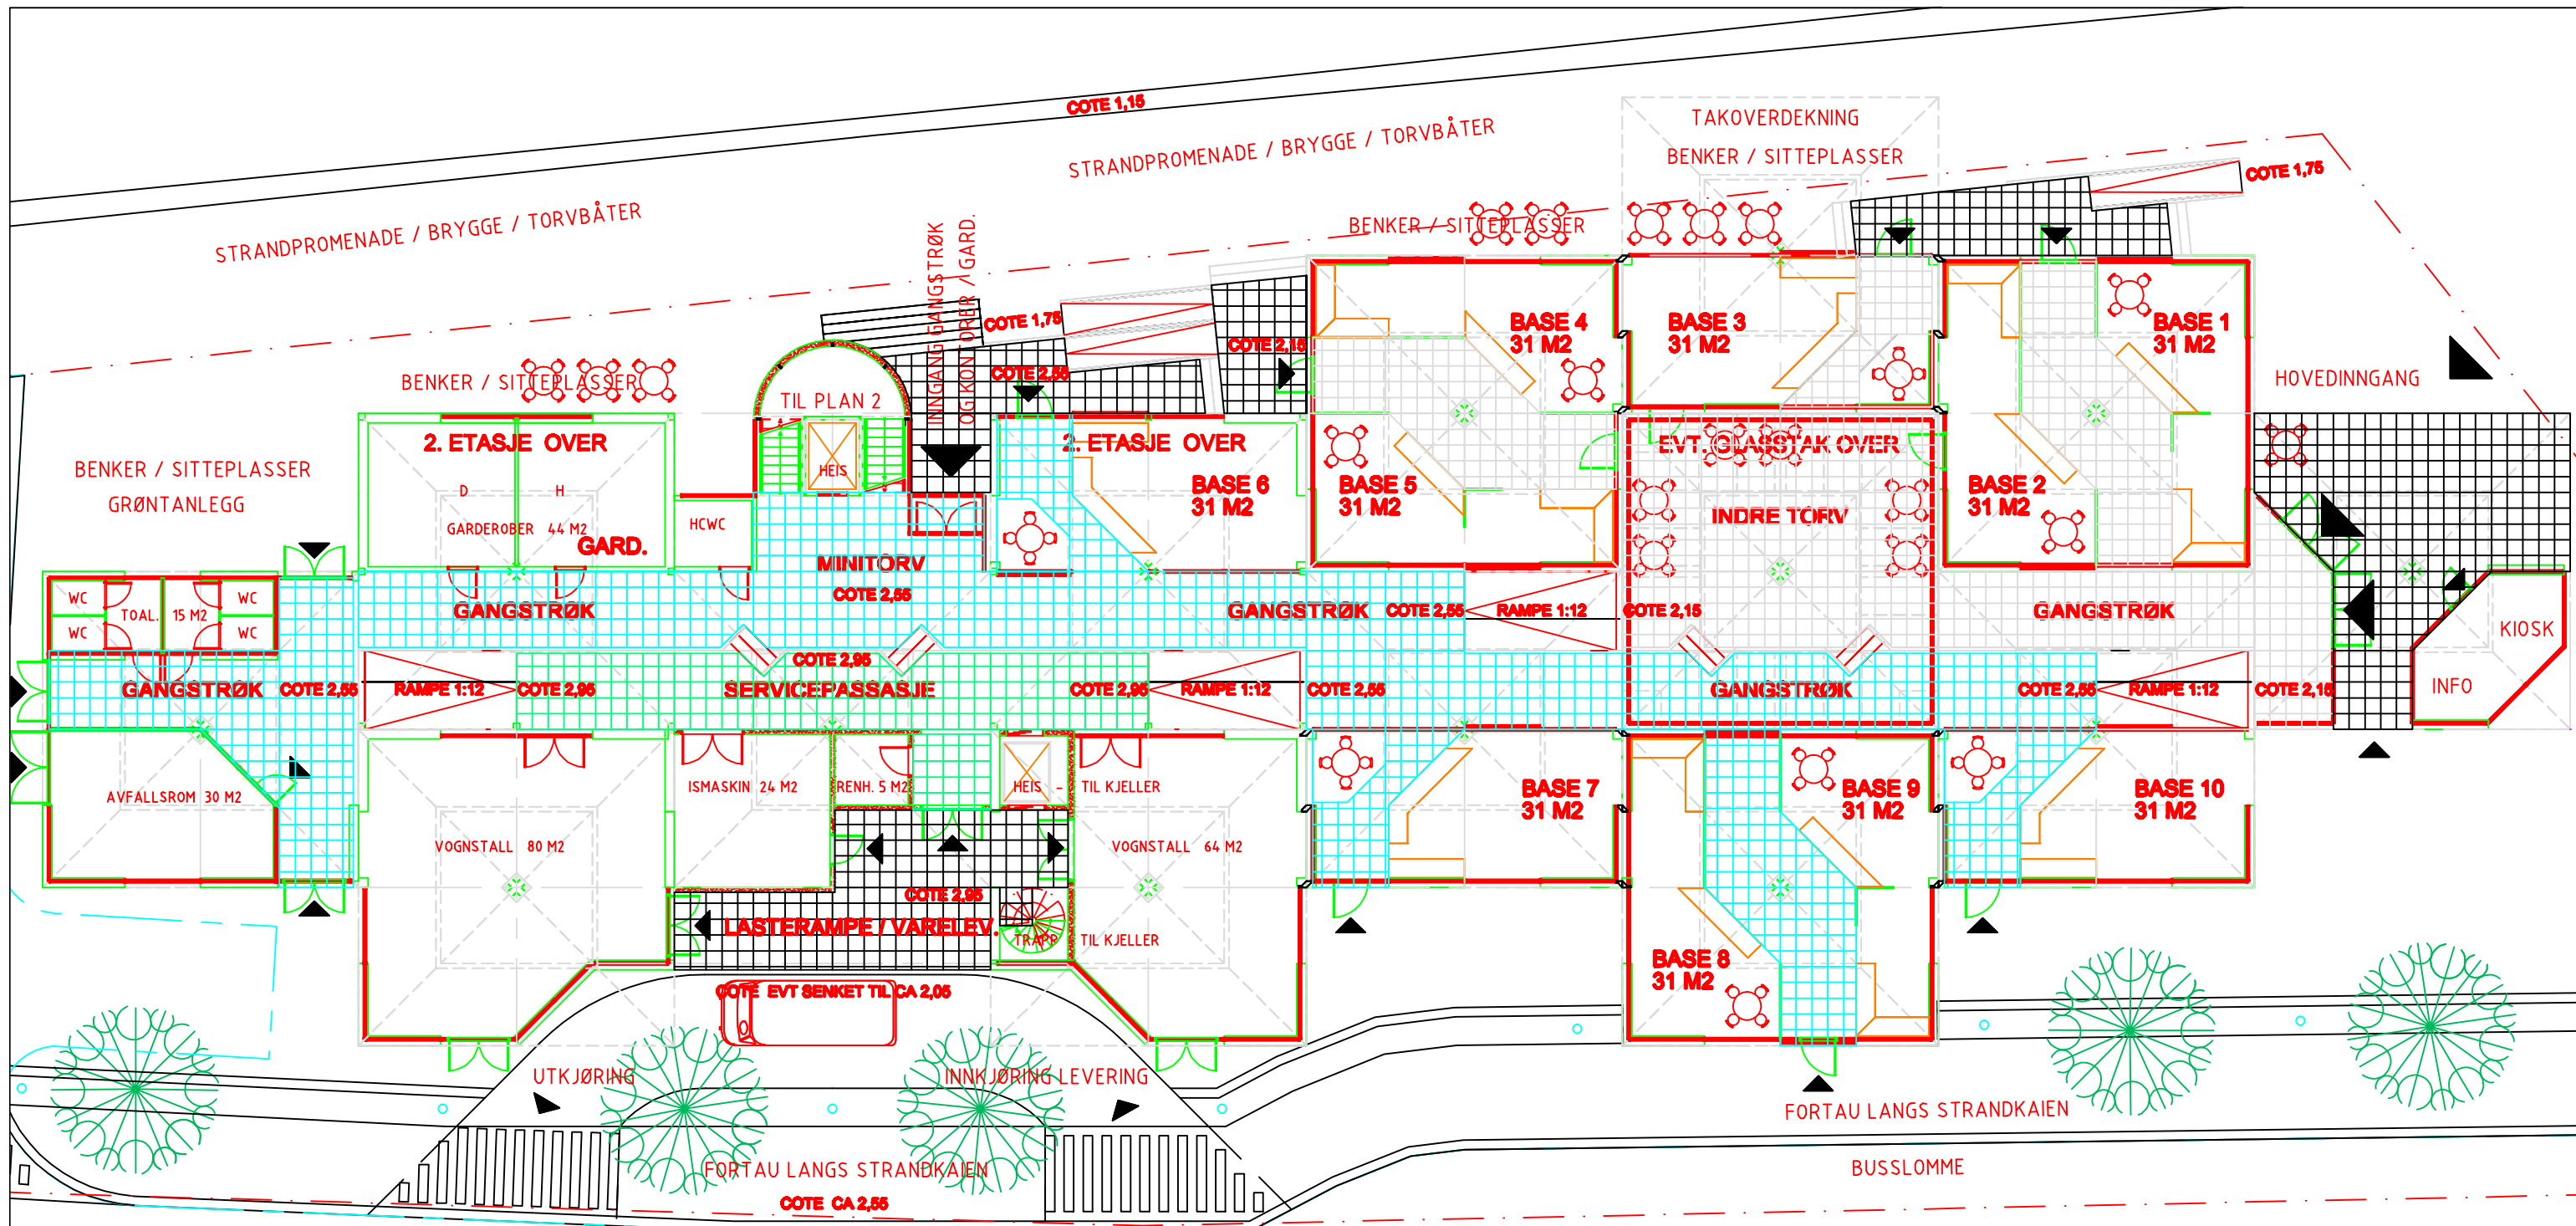 COTE 1,15
STRANDPROMENADE / BRYGGE / TORVBÅTER
STRANDPROMENADE / BRYGGE / TORVBÅTER
TAKOVERDEKNING
BENKER / SITTEPLASSER
COTE 1,75
BENKER / SITTEPLASSER
INNGANG GANGSTRØK
OG KONTORER / GARD.
COTE 1,75
COTE 2,15
COTE 2,55
BASE 4
31 M2
BASE 3
31 M2
BASE 1
31 M2
HOVEDINNGANG
BENKER / SITTEPLASSER
TIL PLAN 2
HEIS
2. ETASJE OVER
2. ETASJE OVER
EVT. GLASSTAK OVER
BENKER / SITTEPLASSER
GRØNTANLEGG
D
H
GARDEROBER 44 M2
GARD.
HCWC
BASE 6
31 M2
BASE 5
31 M2
INDRE TORV
BASE 2
31 M2
MINITORV
COTE 2,55
WC
WC
TOAL. 15 M2
WC
WC
GANGSTRØK
GANGSTRØK
COTE 2,55
RAMPE 1:12
COTE 2,15
GANGSTRØK
KIOSK
INFO
GANGSTRØK
COTE 2,55
RAMPE 1:12
COTE 2,95
COTE 2,95
SERVICEPASSASJE
COTE 2,95
RAMPE 1:12
COTE 2,55
GANGSTRØK
COTE 2,55
RAMPE 1:12
COTE 2,15
AVFALLSROM 30 M2
ISMASKIN 24 M2
RENH. 5 M2
HEIS -
TIL KJELLER
BASE 7
31 M2
BASE 9
31 M2
BASE 10
31 M2
VOGNSTALL 80 M2
VOGNSTALL 64 M2
COTE 2,95
LASTERAMPE / VARELEV.
TRAPP
TIL KJELLER
BASE 8
31 M2
COTE EVT SENKET TIL CA 2,05
UTKJØRING
INNKJØRING LEVERING
FORTAU LANGS STRANDKAIEN
FORTAU LANGS STRANDKAIEN
BUSSLOMME
COTE CA 2,55